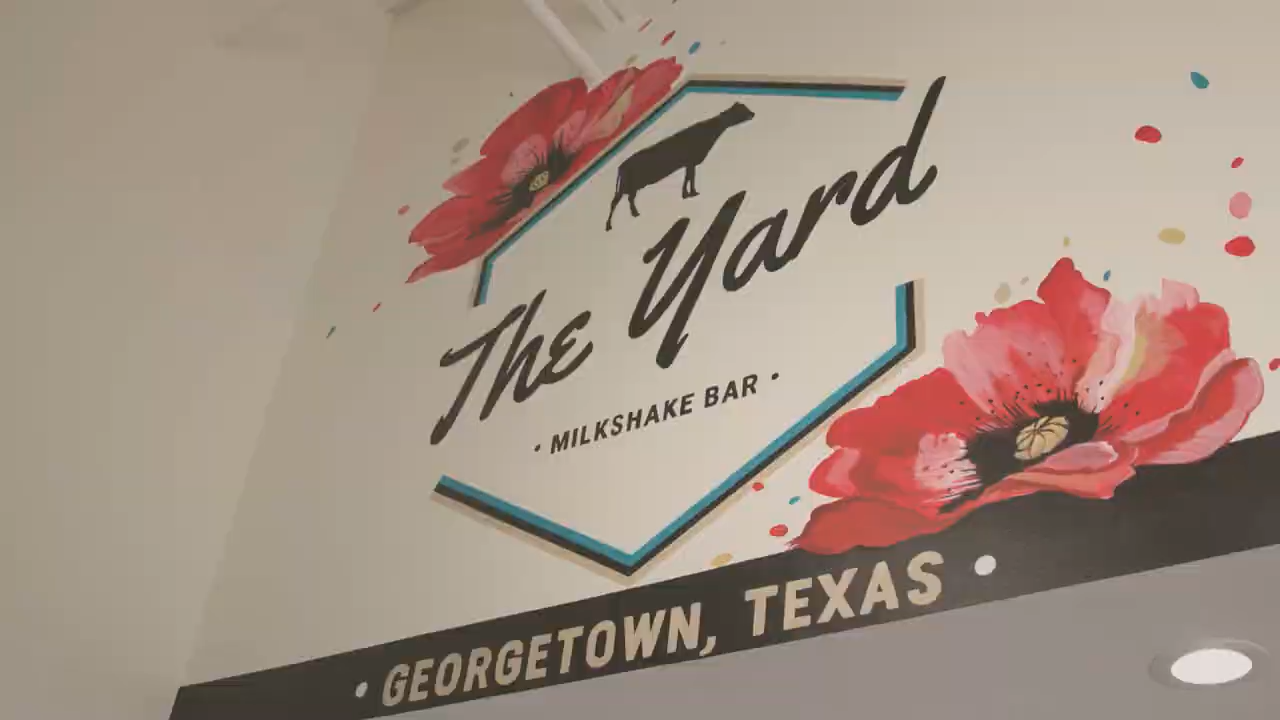 The Yard
· MILKSHAKE BAR ·
· GEORGETOWN, TEXAS ·